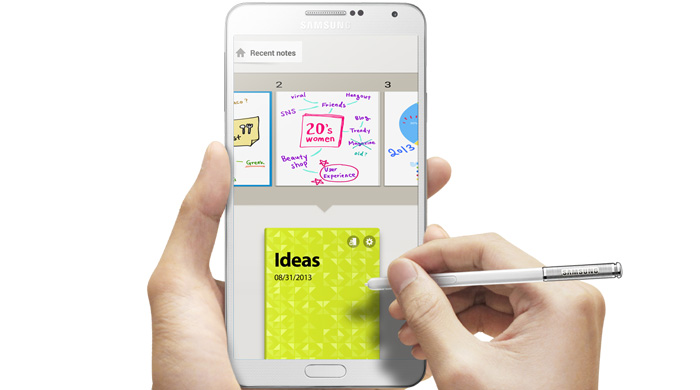 SAMSUNG
Recent notes
2
3
viral
Hangout
Friends
SNS
Blog
20's
women
Trendy
Magazine
old?
Beauty
shop
User
Experience
Green
2013
Ideas
08/31/2013
SAMSUNG